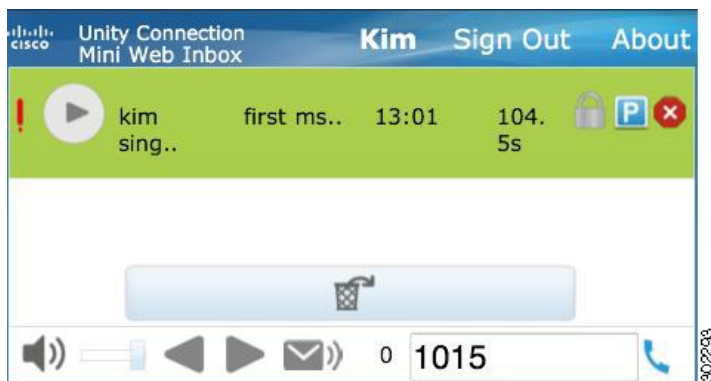 cisco
Unity Connection
Mini Web Inbox
Kim
Sign Out
About
kim
sing..
first ms..
13:01
104.
5s
P
0
1015
302293